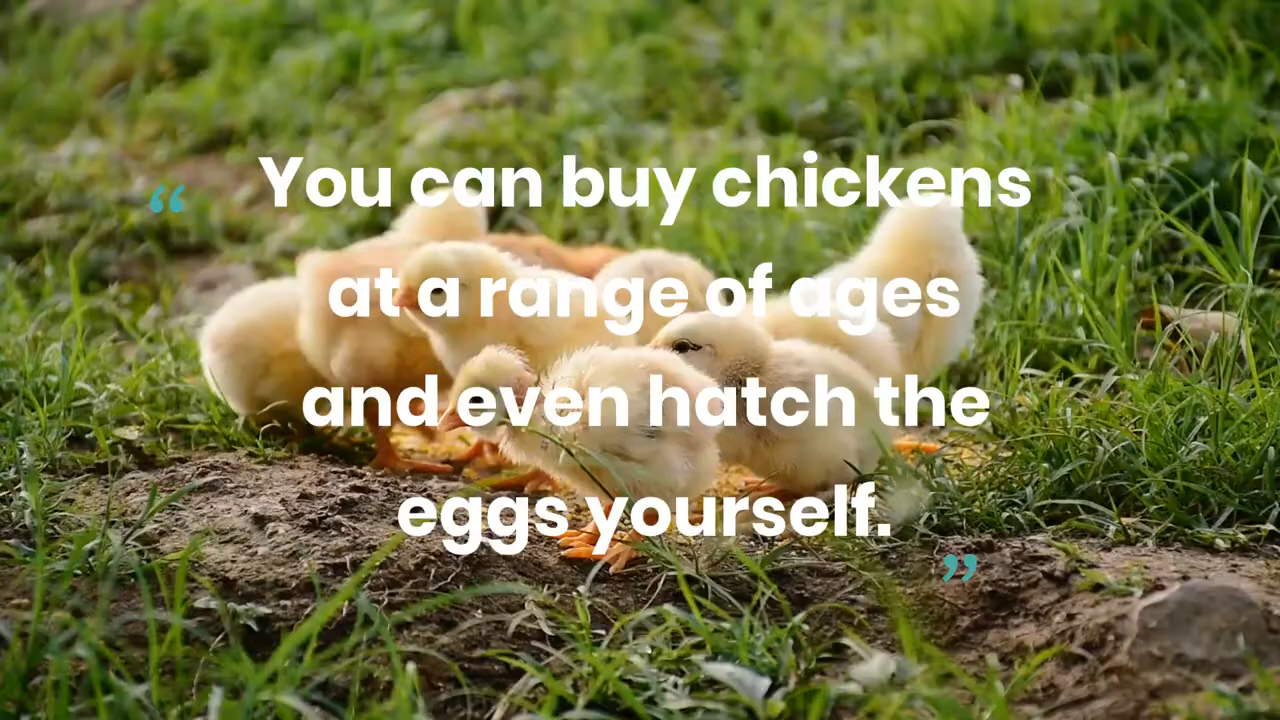 “ You can buy chickens
at a range of ages
and even hatch the
eggs yourself. ”